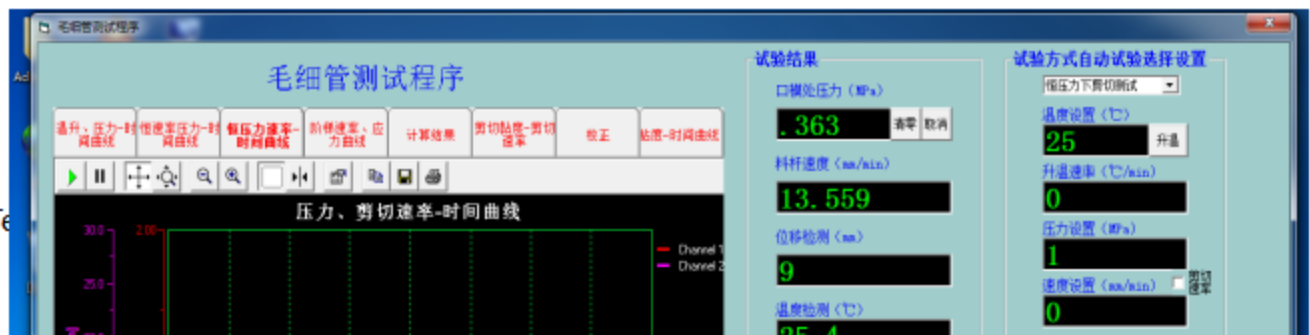 毛细管测试程序
毛细管测试程序
温升、压力-时间曲线
恒速率压力-时间曲线
恒压力速率-时间曲线
阶梯速率、应力曲线
计算结果
剪切黏度-剪切速率
校正
粘度-时间曲线
压力、剪切速率-时间曲线
30.0
2.00
25.0
Channel 1
Channel 2
试验结果
口模处压力 (MPa)
.363
清零
取消
料杆速度 (mm/min)
13.559
位移检测 (mm)
9
温度检测 (℃)
25.4
试验方式自动试验选择设置
恒压力下剪切测试
温度设置 (℃)
25
升温
升温速率 (℃/min)
0
压力设置 (MPa)
1
速度设置 (mm/min)
剪切速率
0